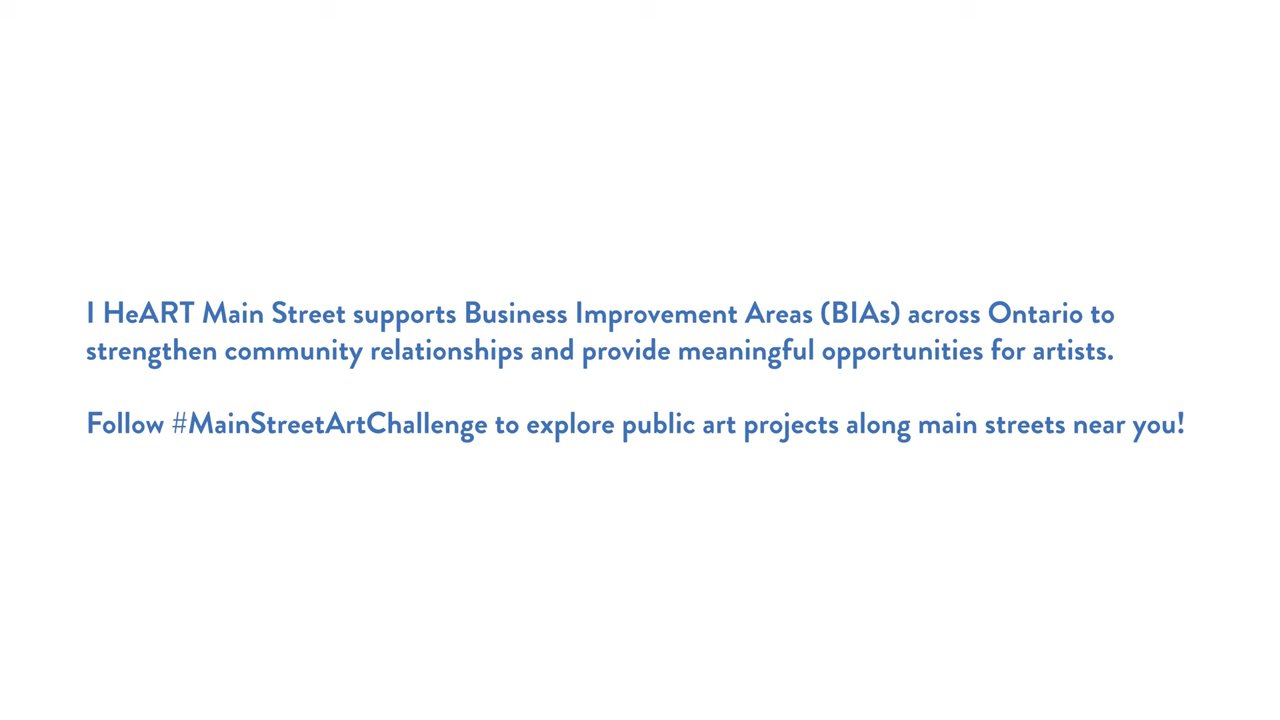 I HeART Main Street supports Business Improvement Areas (BIAs) across Ontario to
strengthen community relationships and provide meaningful opportunities for artists.
Follow #MainStreetArtChallenge to explore public art projects along main streets near you!